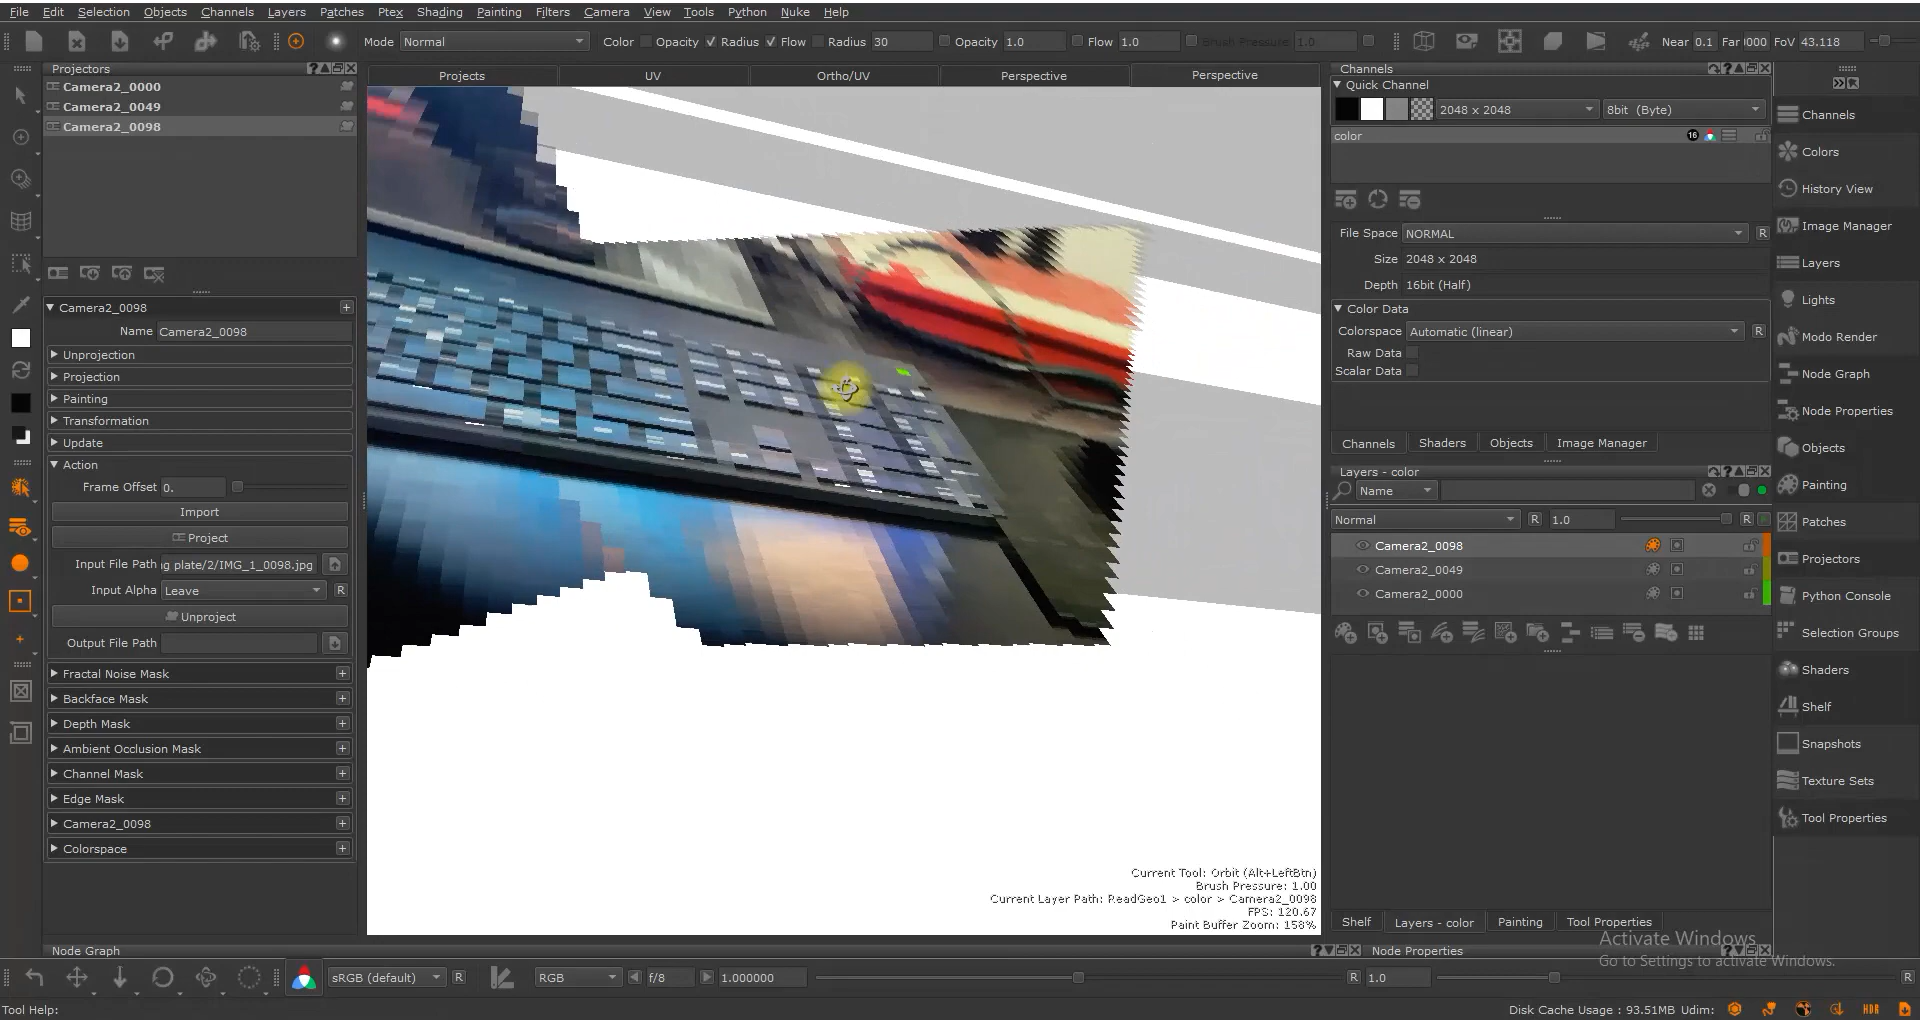 File Edit Selection Objects Channels Layers Patches Ptex Shading Painting Filters Camera View Tools Python Nuke Help
Mode Normal Color Opacity Radius Flow Radius 30 Opacity 1.0 Flow 1.0 Brush Pressure 1.0 Near 0.1 Far 000 FoV 43.118
Projectors
Camera2_0000
Camera2_0049
Camera2_0098
Camera2_0098
Name Camera2_0098
Unprojection
Projection
Painting
Transformation
Update
Action
Frame Offset 0.
Import
Project
Input File Path g plate/2/IMG_1_0098.jpg
Input Alpha Leave R
Unproject
Output File Path
Fractal Noise Mask
Backface Mask
Depth Mask
Ambient Occlusion Mask
Channel Mask
Edge Mask
Camera2_0098
Colorspace
Projects UV Ortho/UV Perspective Perspective
Current Tool: Orbit (Alt+LeftBtn)
Brush Pressure: 1.00
Current Layer Path: ReadGeo1 > color > Camera2_0098
FPS: 120.67
Paint Buffer Zoom: 158%
Channels
Quick Channel
2048 x 2048 8bit (Byte)
color 16
File Space NORMAL R
Size 2048 x 2048
Depth 16bit (Half)
Color Data
Colorspace Automatic (linear) R
Raw Data
Scalar Data
Channels Shaders Objects Image Manager
Layers - color
Name
Normal R 1.0 R
Camera2_0098
Camera2_0049
Camera2_0000
Shelf Layers - color Painting Tool Properties
Channels
Colors
History View
Image Manager
Layers
Lights
Modo Render
Node Graph
Node Properties
Objects
Painting
Patches
Projectors
Python Console
Selection Groups
Shaders
Shelf
Snapshots
Texture Sets
Tool Properties
Activate Windows
Go to Settings to activate Windows.
Node Graph Node Properties
sRGB (default) R RGB f/8 1.000000 R 1.0 R
Tool Help: Disk Cache Usage : 93.51MB Udim: HDR